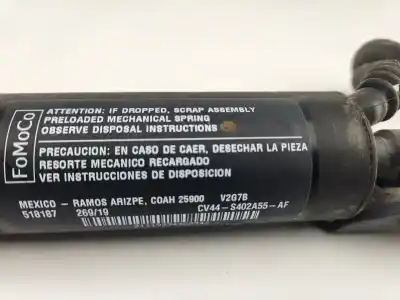 FoMoCo
ATTENTION: IF DROPPED, SCRAP ASSEMBLY
PRELOADED MECHANICAL SPRING
OBSERVE DISPOSAL INSTRUCTIONS
PRECAUCION: EN CASO DE CAER, DESECHAR LA PIEZA
RESORTE MECANICO RECARGADO
VER INSTRUCCIONES DE DISPOSICION
MEXICO - RAMOS ARIZPE, COAH 25900 V2G7B
518187 269/19 CV44-S402A55-AF